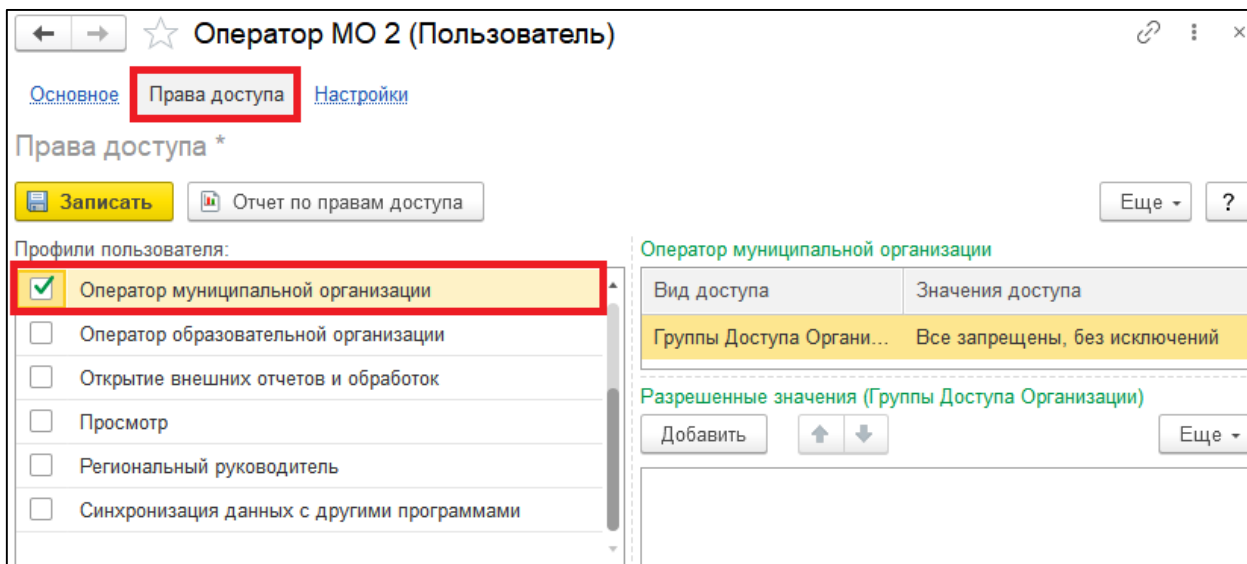 Оператор МО 2 (Пользователь)
Основное Права доступа Настройки
Права доступа *
Записать Отчет по правам доступа Еще ?
Профили пользователя:
Оператор муниципальной организации
Оператор образовательной организации
Открытие внешних отчетов и обработок
Просмотр
Региональный руководитель
Синхронизация данных с другими программами
Оператор муниципальной организации
Вид доступа Значения доступа
Группы Доступа Органи... Все запрещены, без исключений
Разрешенные значения (Группы Доступа Организации)
Добавить Еще